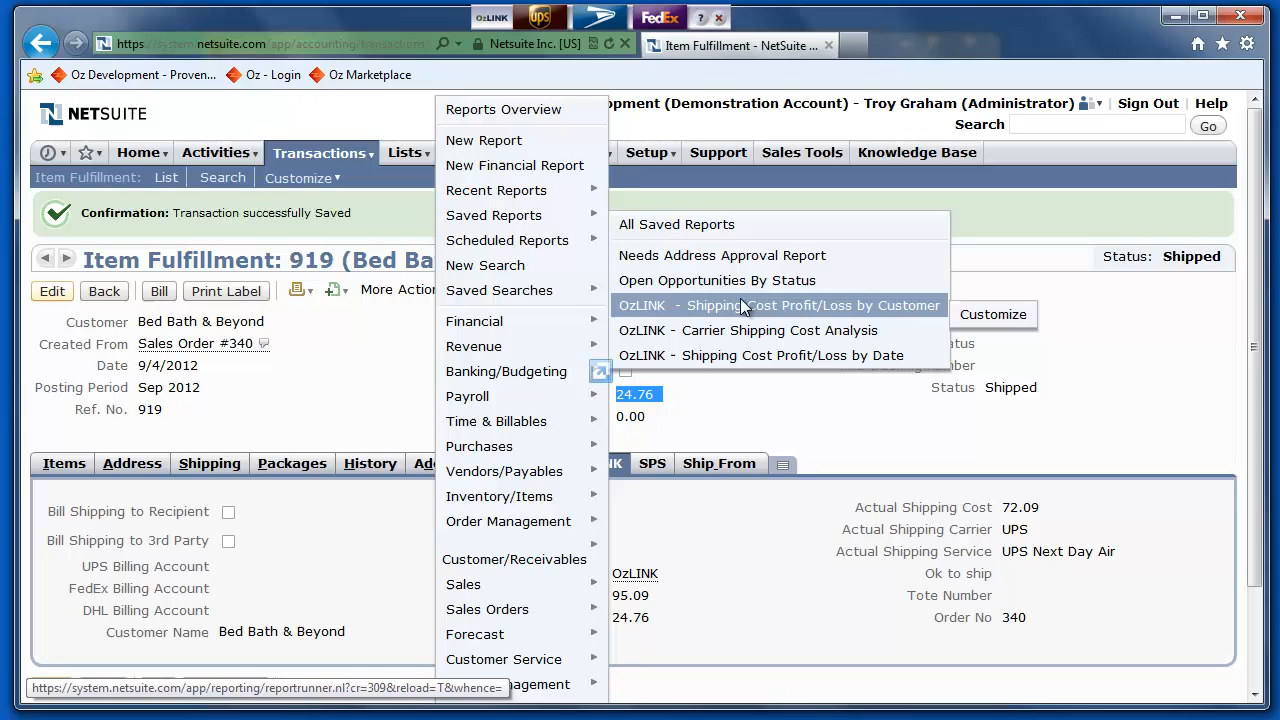 OzLINK ups FedEx ? ×
https://system.netsuite.com/app/accounting/transactions Netsuite Inc. [US] Item Fulfillment - NetSuite ...
Oz Development - Proven... Oz - Login Oz Marketplace
NETSUITE
opment (Demonstration Account) - Troy Graham (Administrator) Sign Out Help
Search Go
Home Activities Transactions Lists Setup Support Sales Tools Knowledge Base
Item Fulfillment: List Search Customize
Confirmation: Transaction successfully Saved
Item Fulfillment: 919 (Bed Ba
Status: Shipped
Edit Back Bill Print Label More Actio
Customer Bed Bath & Beyond
Created From Sales Order #340
Date 9/4/2012
Posting Period Sep 2012
Ref. No. 919
Reports Overview
New Report
New Financial Report
Recent Reports
Saved Reports
Scheduled Reports
New Search
Saved Searches
Financial
Revenue
Banking/Budgeting
Payroll
Time & Billables
Purchases
Vendors/Payables
Inventory/Items
Order Management
Customer/Receivables
Sales
Sales Orders
Forecast
Customer Service
agement
All Saved Reports
Needs Address Approval Report
Open Opportunities By Status
OzLINK - Shipping Cost Profit/Loss by Customer
OzLINK - Carrier Shipping Cost Analysis
OzLINK - Shipping Cost Profit/Loss by Date
Customize
atus
Number
Status Shipped
24.76
0.00
Items Address Shipping Packages History Ad NK SPS Ship_From
Bill Shipping to Recipient
Bill Shipping to 3rd Party
UPS Billing Account
FedEx Billing Account
DHL Billing Account
Customer Name Bed Bath & Beyond
OzLINK
95.09
24.76
Actual Shipping Cost 72.09
Actual Shipping Carrier UPS
Actual Shipping Service UPS Next Day Air
Ok to ship
Tote Number
Order No 340
https://system.netsuite.com/app/reporting/reportrunner.nl?cr=309&reload=T&whence=